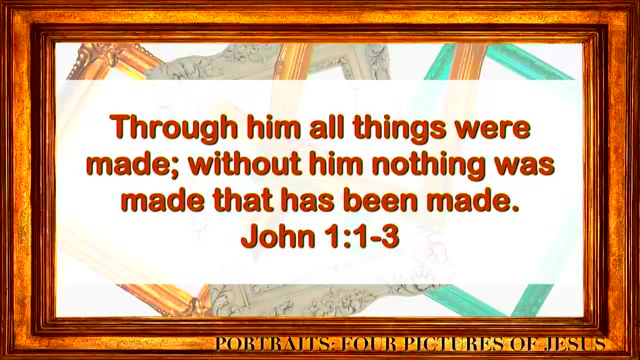 Through him all things were
made; without him nothing was
made that has been made.
John 1:1-3
PORTRAITS: FOUR PICTURES OF JESUS